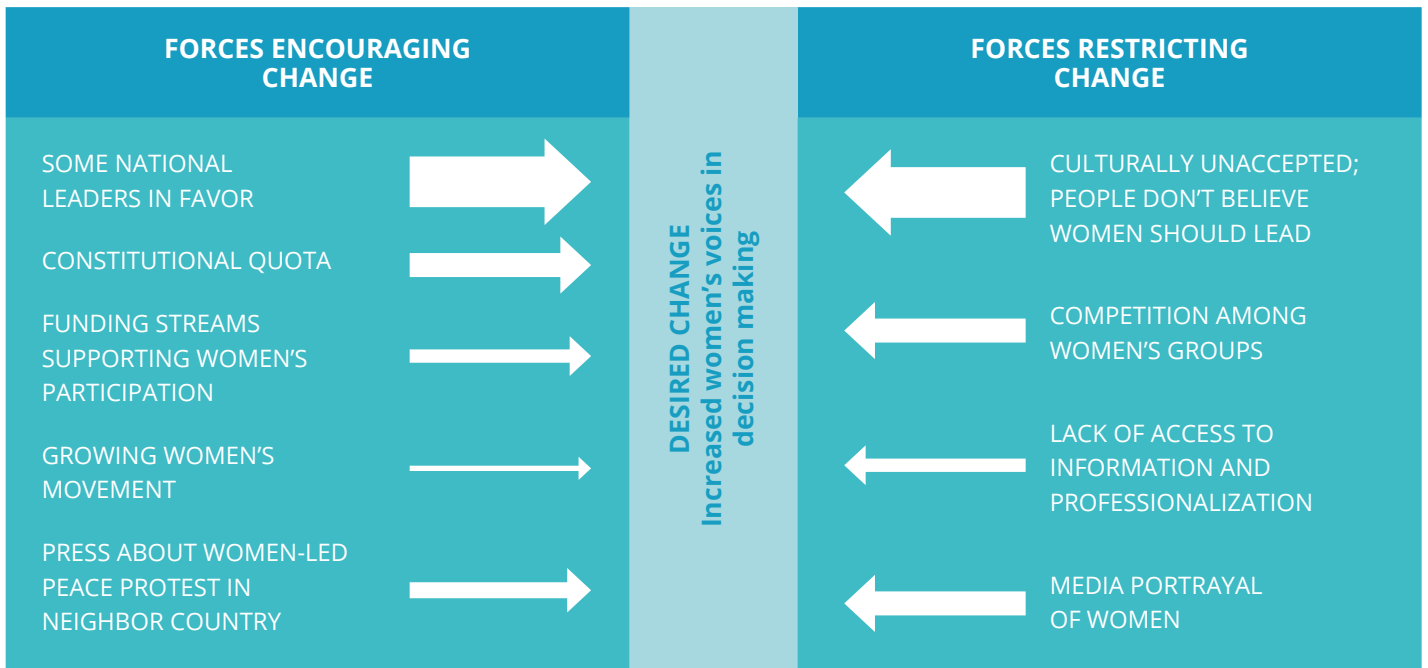 FORCES ENCOURAGING
CHANGE
SOME NATIONAL
LEADERS IN FAVOR
CONSTITUTIONAL QUOTA
FUNDING STREAMS
SUPPORTING WOMEN’S
PARTICIPATION
GROWING WOMEN’S
MOVEMENT
PRESS ABOUT WOMEN-LED
PEACE PROTEST IN
NEIGHBOR COUNTRY
DESIRED CHANGE
Increased women’s voices in
decision making
FORCES RESTRICTING
CHANGE
CULTURALLY UNACCEPTED;
PEOPLE DON’T BELIEVE
WOMEN SHOULD LEAD
COMPETITION AMONG
WOMEN’S GROUPS
LACK OF ACCESS TO
INFORMATION AND
PROFESSIONALIZATION
MEDIA PORTRAYAL
OF WOMEN